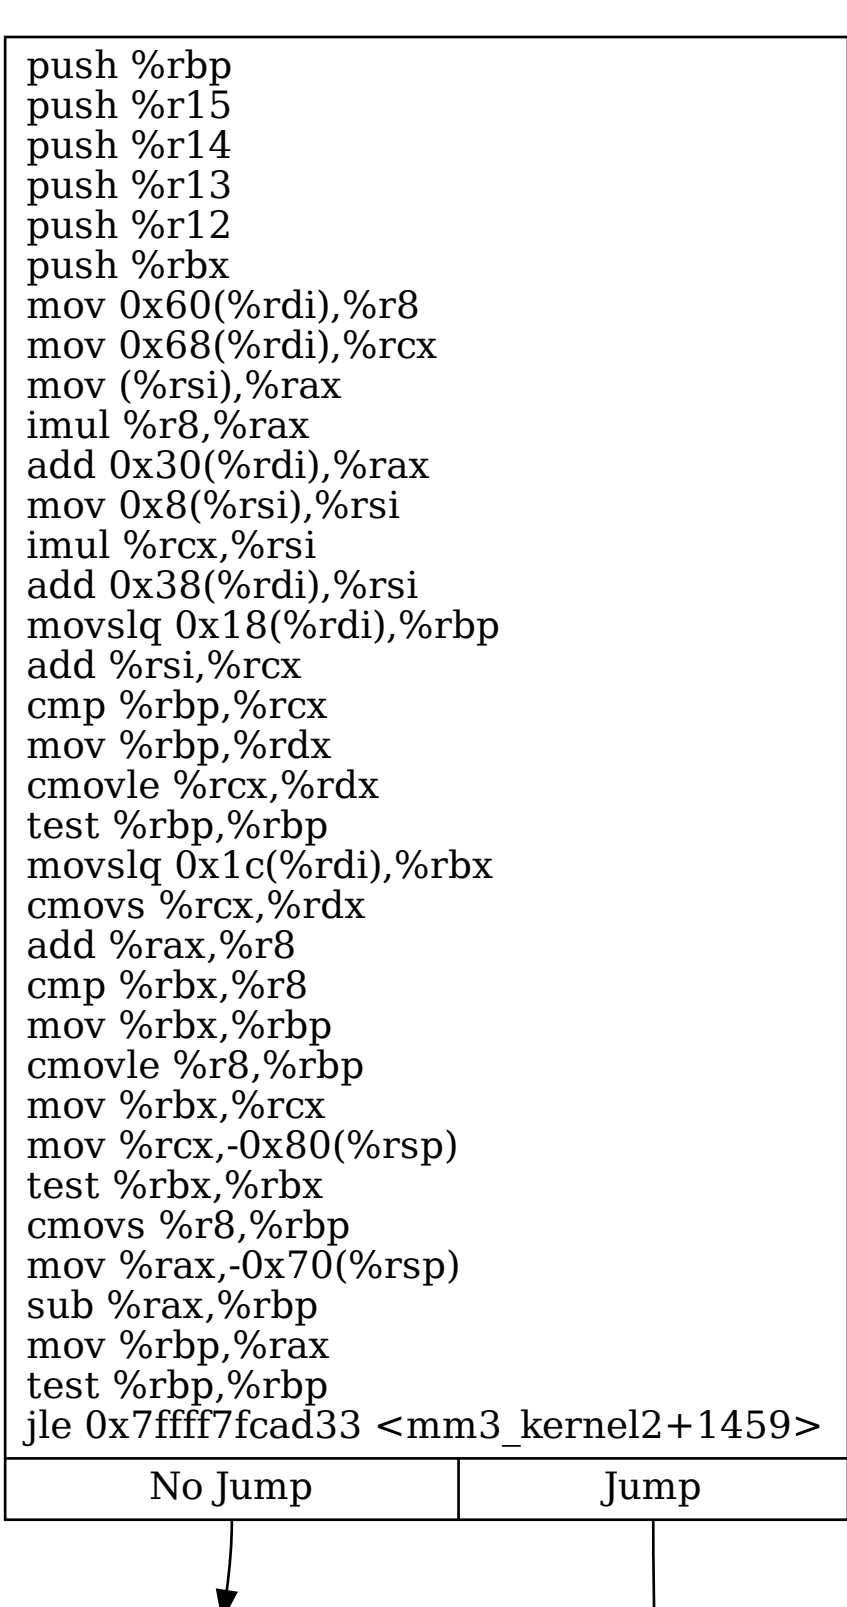 push %rbp
push %r15
push %r14
push %r13
push %r12
push %rbx
mov 0x60(%rdi),%r8
mov 0x68(%rdi),%rcx
mov (%rsi),%rax
imul %r8,%rax
add 0x30(%rdi),%rax
mov 0x8(%rsi),%rsi
imul %rcx,%rsi
add 0x38(%rdi),%rsi
movslq 0x18(%rdi),%rbp
add %rsi,%rcx
cmp %rbp,%rcx
mov %rbp,%rdx
cmovle %rcx,%rdx
test %rbp,%rbp
movslq 0x1c(%rdi),%rbx
cmovs %rcx,%rdx
add %rax,%r8
cmp %rbx,%r8
mov %rbx,%rbp
cmovle %r8,%rbp
mov %rbx,%rcx
mov %rcx,-0x80(%rsp)
test %rbx,%rbx
cmovs %r8,%rbp
mov %rax,-0x70(%rsp)
sub %rax,%rbp
mov %rbp,%rax
test %rbp,%rbp
jle 0x7ffff7fcad33 <mm3_kernel2+1459>
No Jump Jump